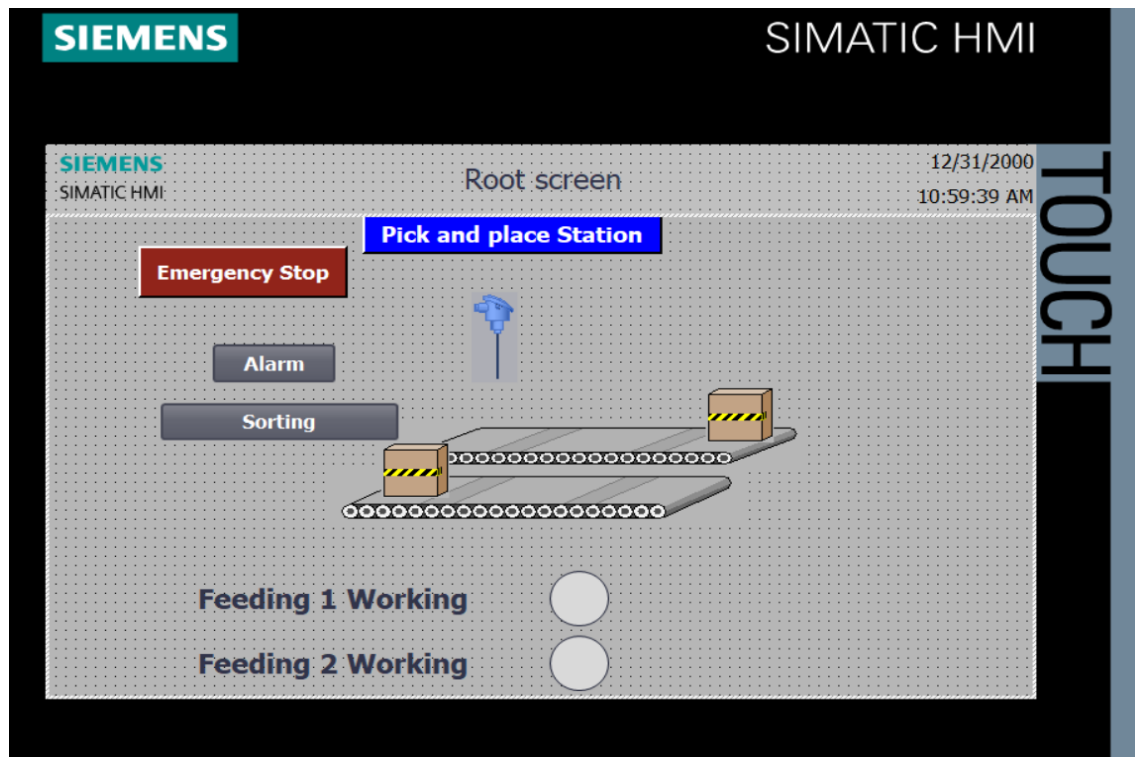 SIEMENS
SIMATIC HMI
TOUCH
SIEMENS
SIMATIC HMI
Root screen
12/31/2000
10:59:39 AM
Pick and place Station
Emergency Stop
Alarm
Sorting
Feeding 1 Working
Feeding 2 Working